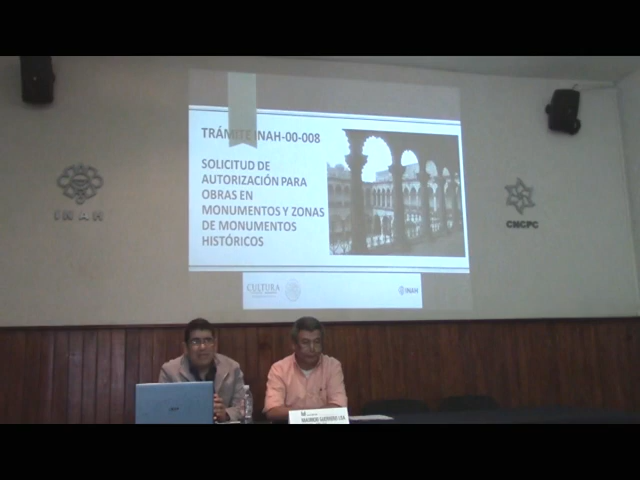 TRÁMITE INAH-00-008
SOLICITUD DE
AUTORIZACIÓN PARA
OBRAS EN
MONUMENTOS Y ZONAS
DE MONUMENTOS
HISTÓRICOS
INAH
CNCPC
CULTURA
INAH